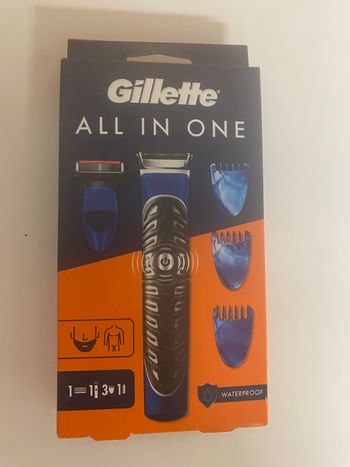 Gillette
ALL IN ONE
1 1 3 1
WATERPROOF